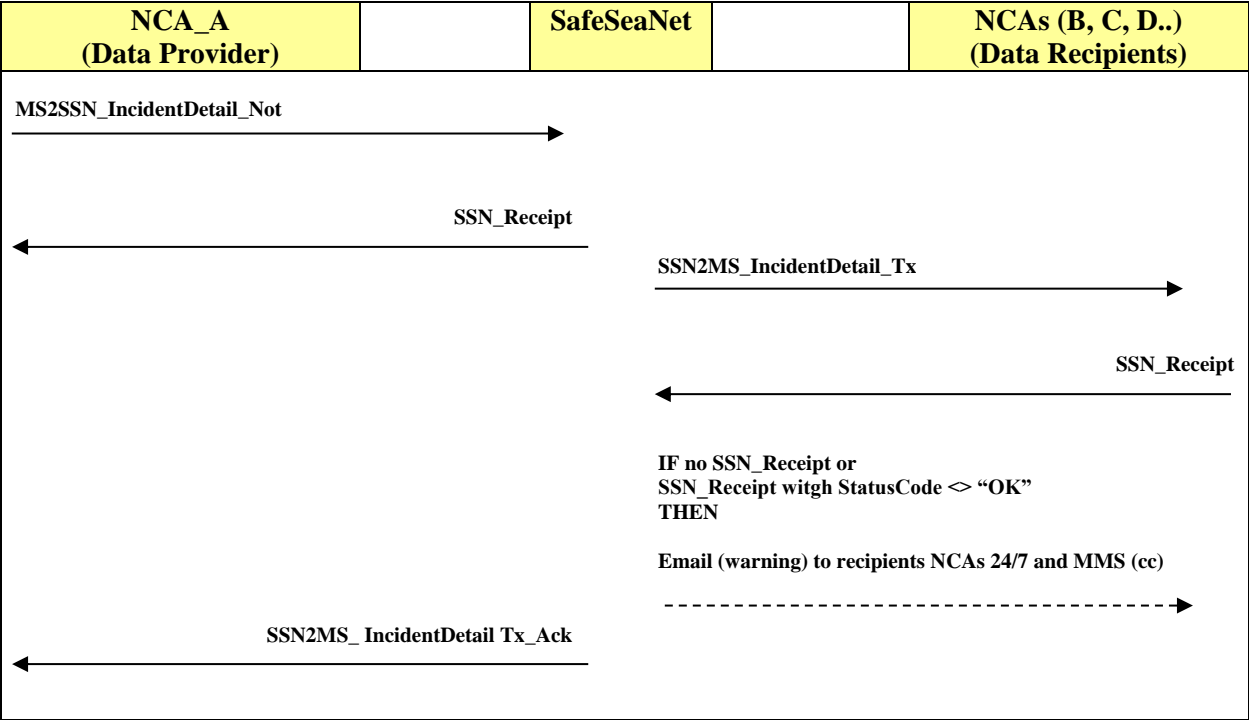 NCA_A
(Data Provider)
SafeSeaNet
NCAs (B, C, D..)
(Data Recipients)
MS2SSN_IncidentDetail_Not
SSN_Receipt
SSN2MS_IncidentDetail_Tx
SSN_Receipt
IF no SSN_Receipt or
SSN_Receipt witgh StatusCode <> “OK”
THEN
Email (warning) to recipients NCAs 24/7 and MMS (cc)
SSN2MS_ IncidentDetail Tx_Ack